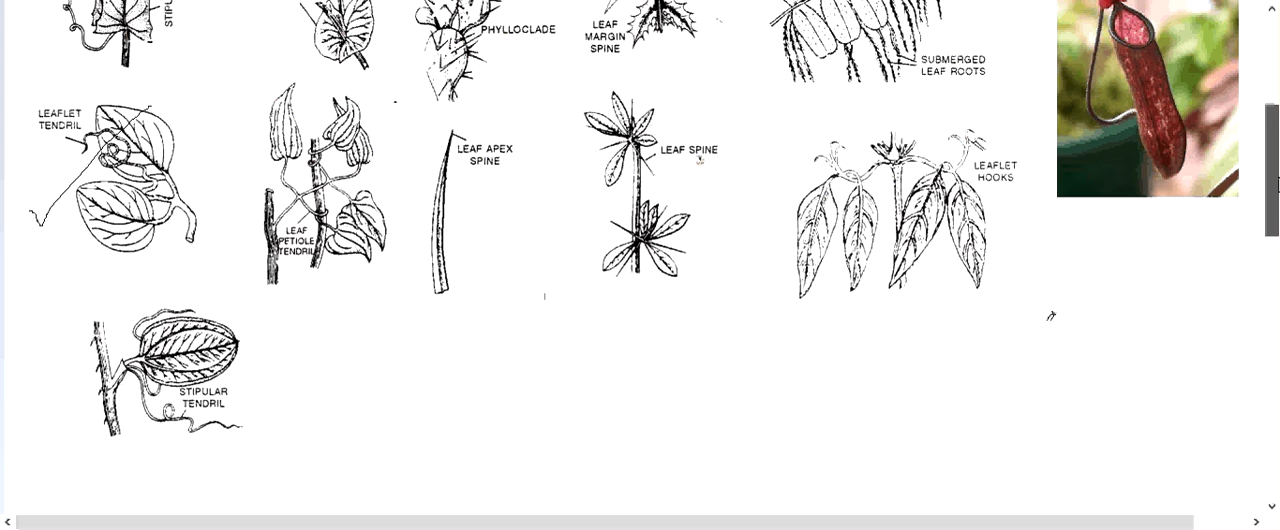 STIPU
PHYLLOCLADE
LEAF
MARGIN
SPINE
SUBMERGED
LEAF ROOTS
LEAFLET
TENDRIL
LEAF
PETIOLE
TENDRIL
LEAF APEX
SPINE
LEAF SPINE
LEAFLET
HOOKS
STIPULAR
TENDRIL